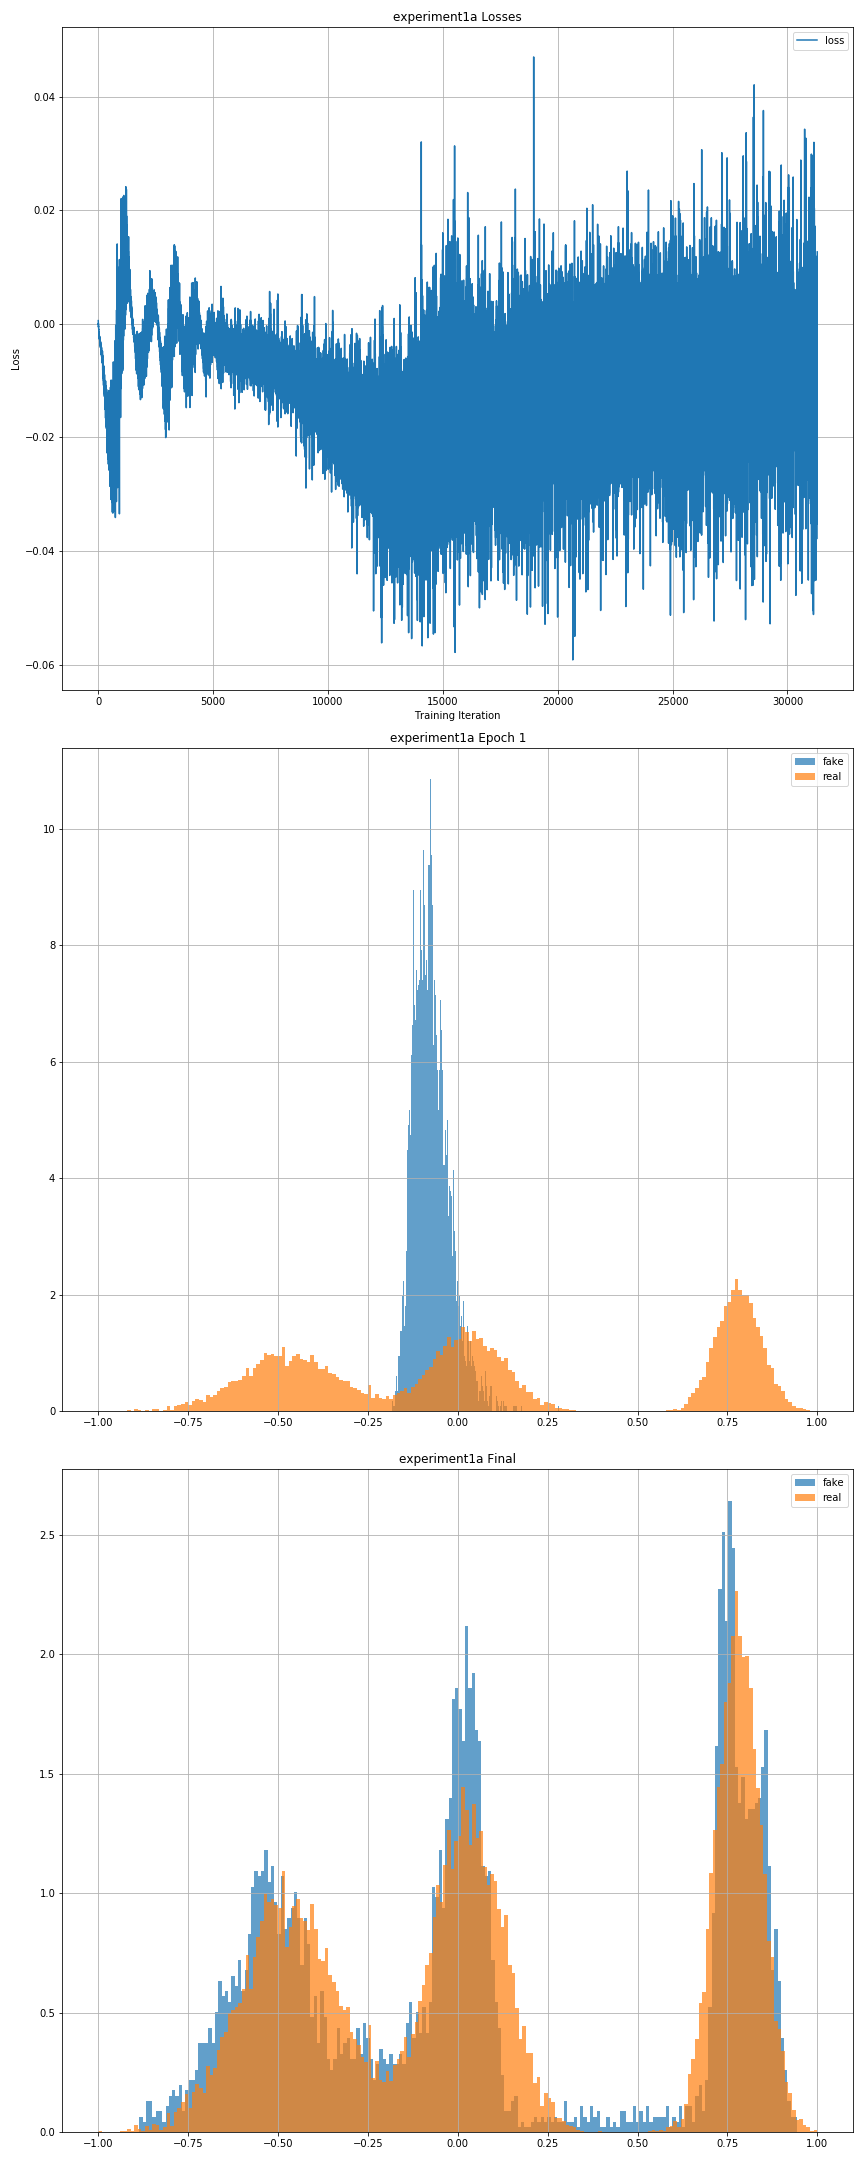 experiment1a Losses
loss
0.04
0.02
0.00
−0.02
−0.04
−0.06
Loss
0 5000 10000 15000 20000 25000 30000
Training Iteration
experiment1a Epoch 1
fake
real
10
8
6
4
2
0
−1.00 −0.75 −0.50 −0.25 0.00 0.25 0.50 0.75 1.00
experiment1a Final
fake
real
2.5
2.0
1.5
1.0
0.5
0.0
−1.00 −0.75 −0.50 −0.25 0.00 0.25 0.50 0.75 1.00